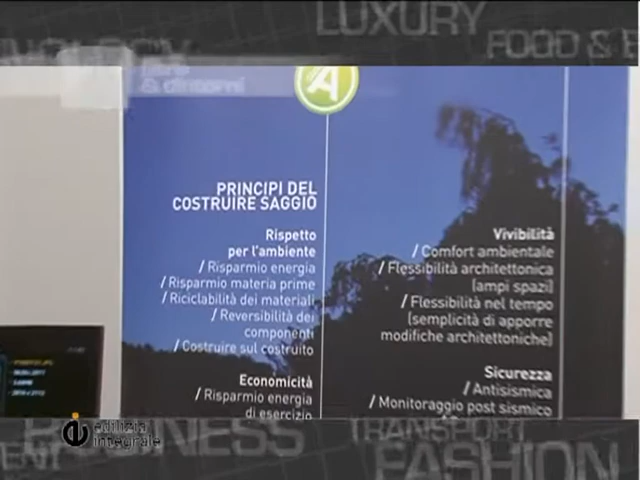 LUXURY
FOOD &
& dintorni
A
PRINCIPI DEL
COSTRUIRE SAGGIO
Rispetto
per l'ambiente
/ Risparmio energia
/ Risparmio materia prime
/ Riciclabilità dei materiali
/ Reversibilità dei
componenti
/ Costruire sul costruito
Economicità
/ Risparmio energia
di esercizio
Vivibilità
/ Comfort ambientale
/ Flessibilità architettonica
(ampi spazi)
/ Flessibilità nel tempo
(semplicità di apporre
modifiche architettoniche)
Sicurezza
/ Antisismica
/ Monitoraggio post sismico
edilizia
integrale
BUSINESS
TRANSPORT
FASHION